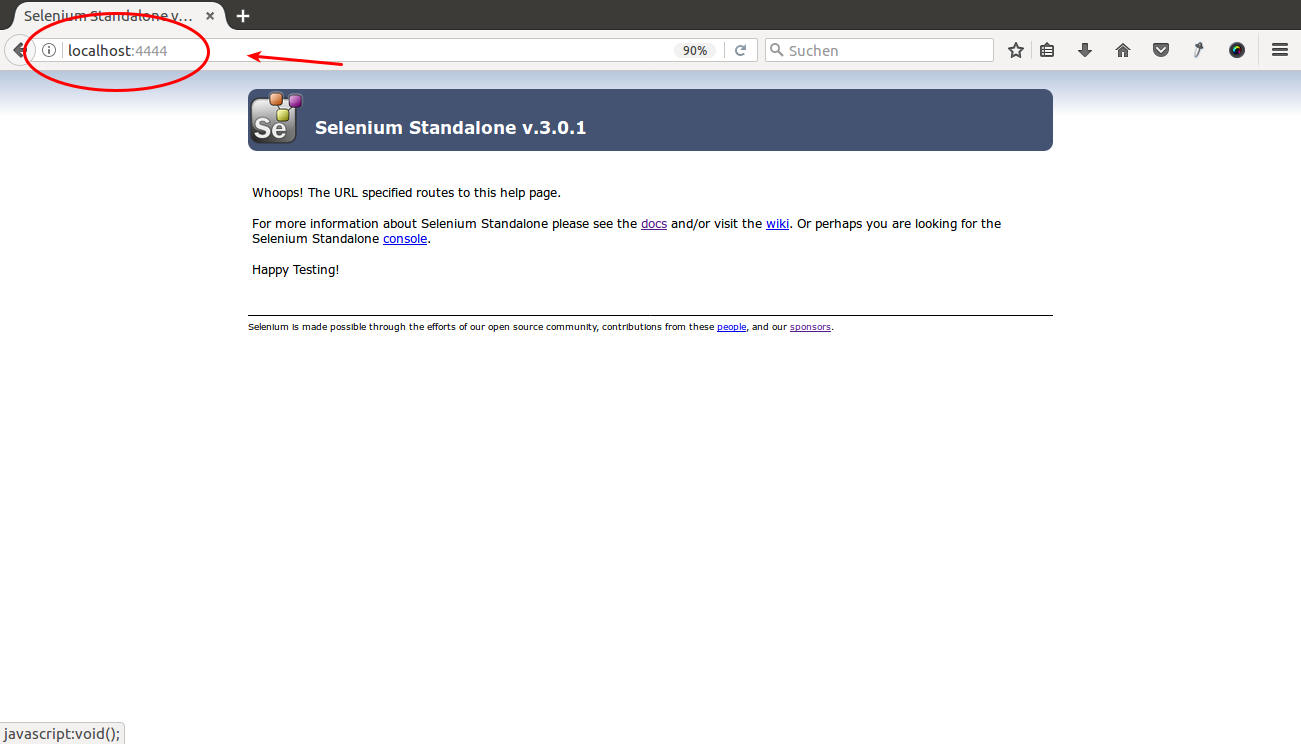 Selenium Standalone v...
localhost:4444
90%
Suchen
Se
Selenium Standalone v.3.0.1
Whoops! The URL specified routes to this help page.
For more information about Selenium Standalone please see the docs and/or visit the wiki. Or perhaps you are looking for the
Selenium Standalone console.
Happy Testing!
Selenium is made possible through the efforts of our open source community, contributions from these people, and our sponsors.
javascript:void();